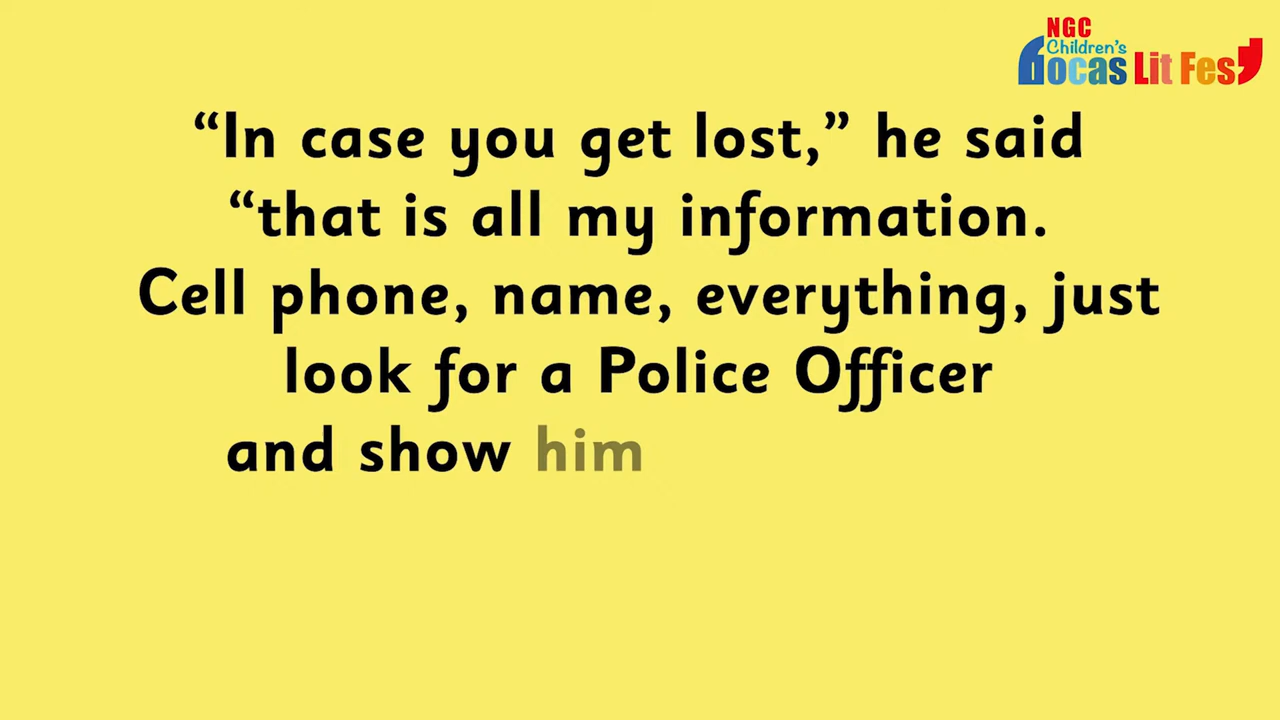 NGC
Children's
bocas Lit Fest
“In case you get lost,” he said
“that is all my information.
Cell phone, name, everything, just
look for a Police Officer
and show him